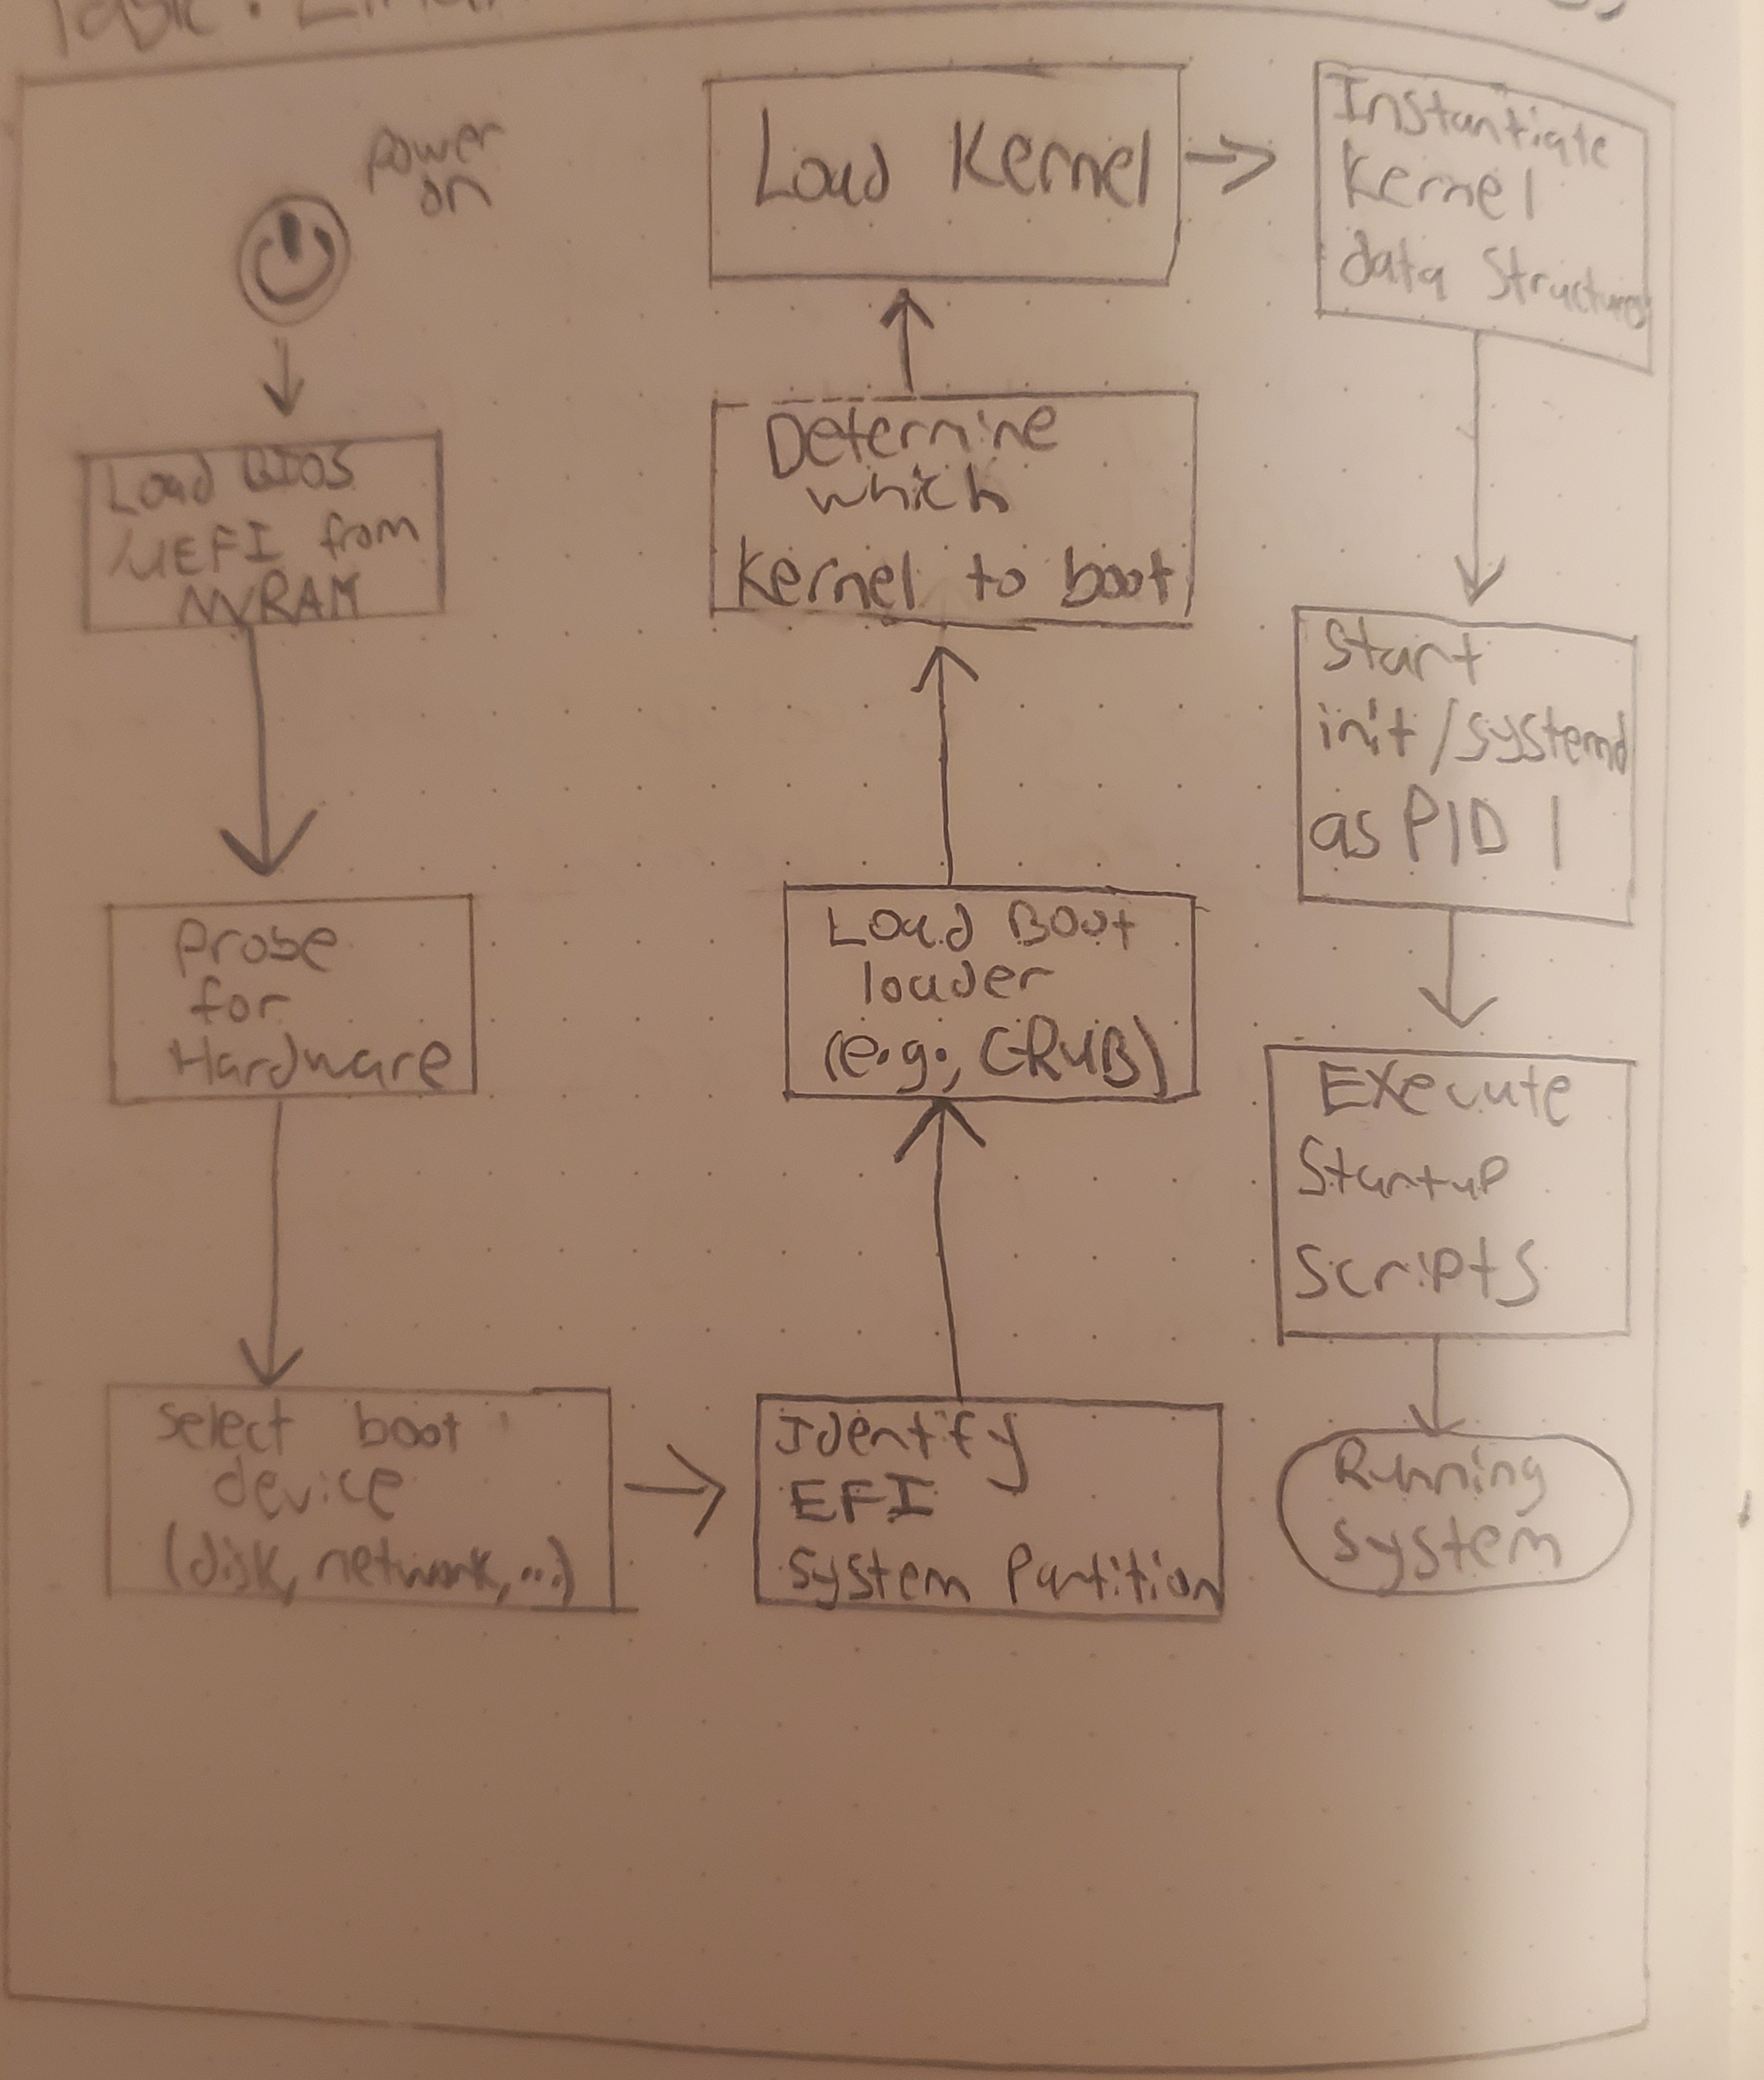 Topic: Linux
power
on
Load BIOS
UEFI from
NVRAM
Probe
for
Hardware
Select boot
device
(disk, network, ...)
Identify
EFI
System Partition
Load Boot
loader
(e.g., GRUB)
Determine
which
Kernel to boot
Load Kernel
Instantiate
Kernel
data Structures
Start
init/systemd
as PID 1
Execute
Startup
Scripts
Running
System